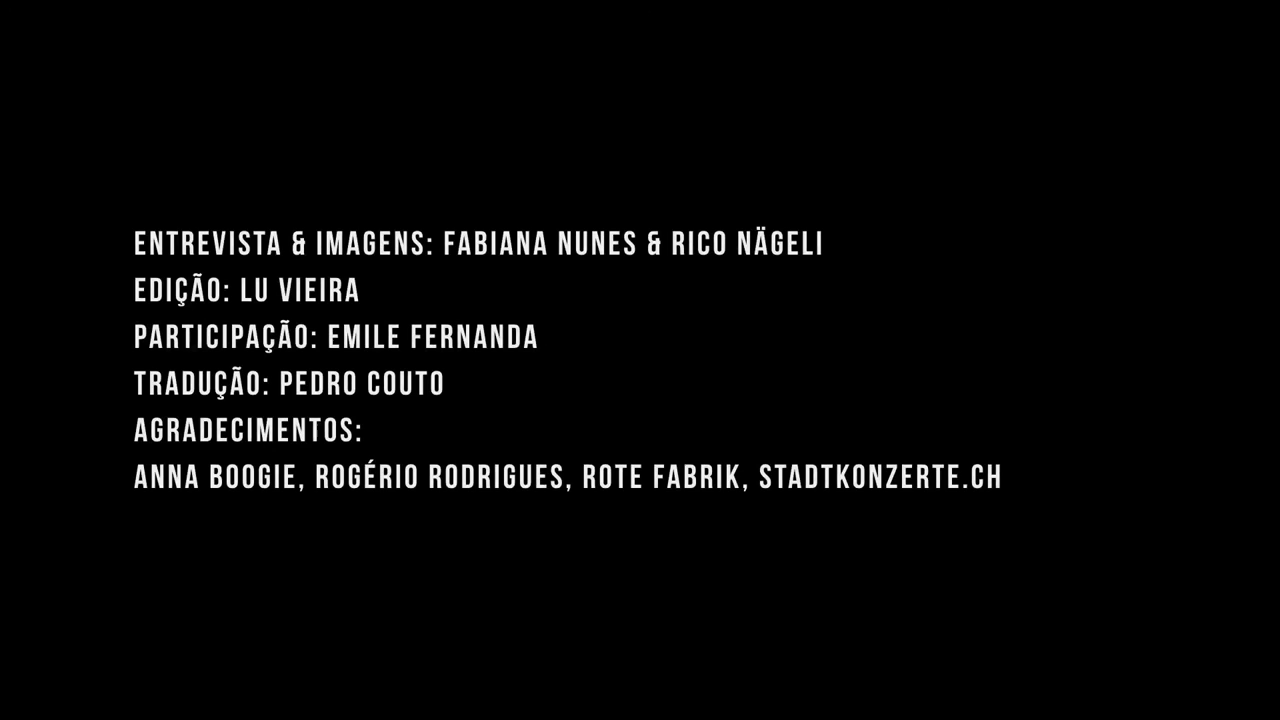 ENTREVISTA & IMAGENS: FABIANA NUNES & RICO NÄGELI
EDIÇÃO: LU VIEIRA
PARTICIPAÇÃO: EMILE FERNANDA
TRADUÇÃO: PEDRO COUTO
AGRADECIMENTOS:
ANNA BOOGIE, ROGÉRIO RODRIGUES, ROTE FABRIK, STADTKONZERTE.CH